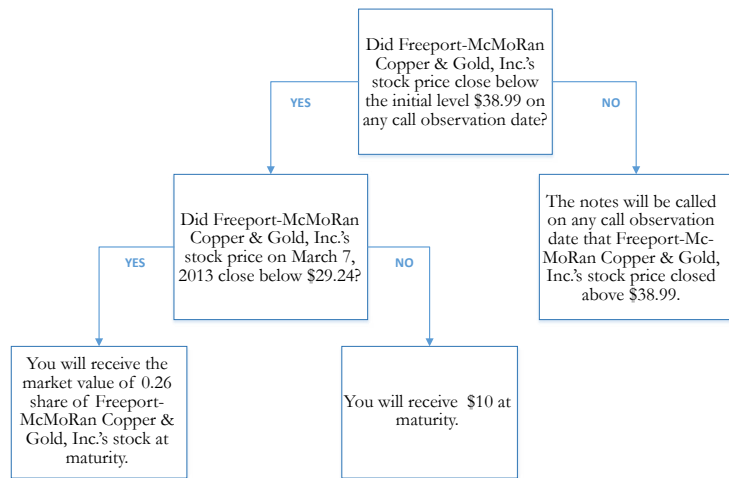 Did Freeport-McMoRan
Copper & Gold, Inc.'s
stock price close below
the initial level $38.99 on
any call observation date?
YES
NO
Did Freeport-McMoRan
Copper & Gold, Inc.'s
stock price on March 7,
2013 close below $29.24?
The notes will be called
on any call observation
date that Freeport-Mc-
MoRan Copper & Gold,
Inc.'s stock price closed
above $38.99.
YES
NO
You will receive the
market value of 0.26
share of Freeport-
McMoRan Copper &
Gold, Inc.'s stock at
maturity.
You will receive $10 at
maturity.